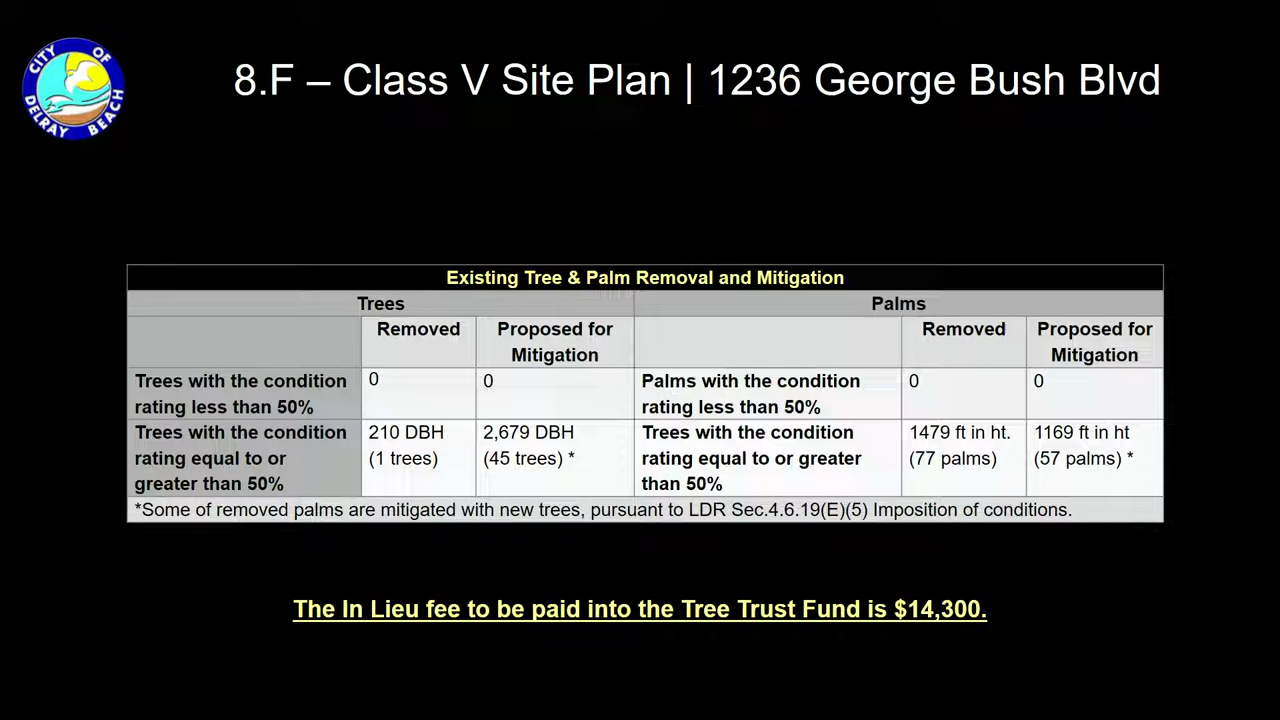 CITY OF
DELRAY BEACH
8.F – Class V Site Plan | 1236 George Bush Blvd
Existing Tree & Palm Removal and Mitigation
Trees Palms
Removed Proposed for Removed Proposed for
Mitigation Mitigation
Trees with the condition 0 0 Palms with the condition 0 0
rating less than 50% rating less than 50%
Trees with the condition 210 DBH 2,679 DBH Trees with the condition 1479 ft in ht. 1169 ft in ht
rating equal to or (1 trees) (45 trees) * rating equal to or greater (77 palms) (57 palms) *
greater than 50% than 50%
*Some of removed palms are mitigated with new trees, pursuant to LDR Sec.4.6.19(E)(5) Imposition of conditions.
The In Lieu fee to be paid into the Tree Trust Fund is $14,300.